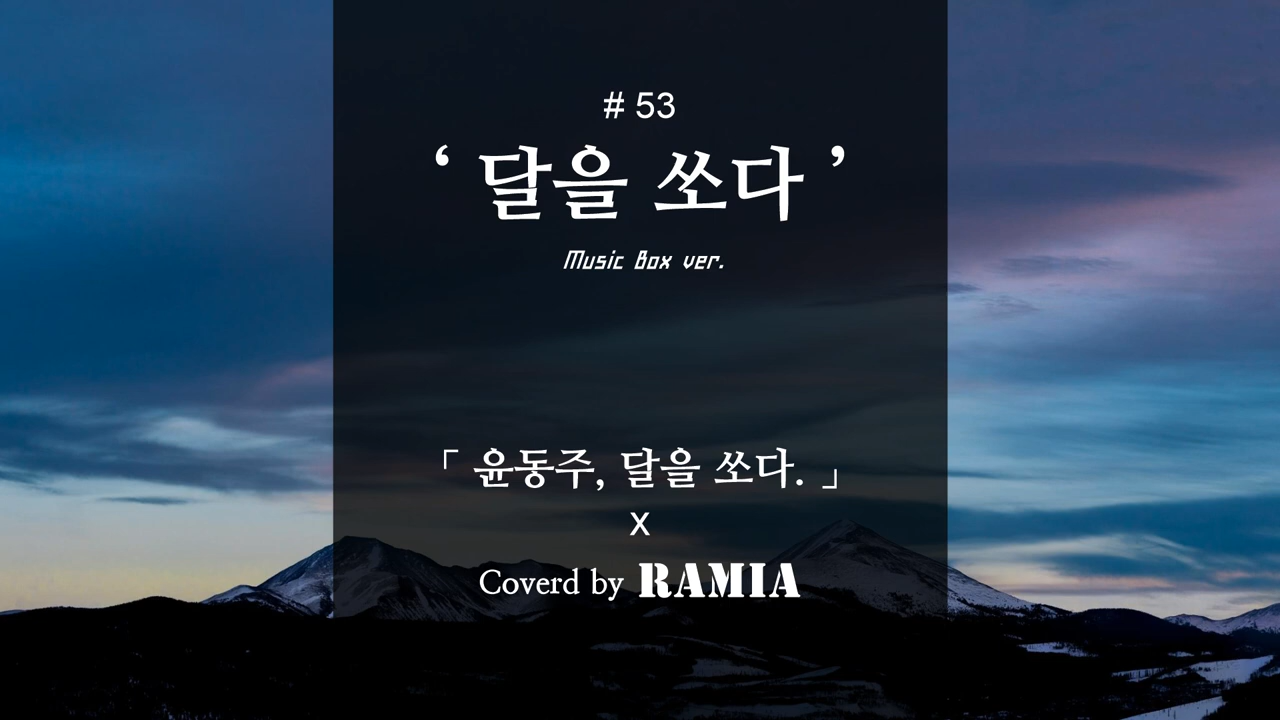 # 53
‘ 달을 쏘다 ’
Music Box ver.
「 윤동주, 달을 쏘다. 」
X
Coverd by RAMIA